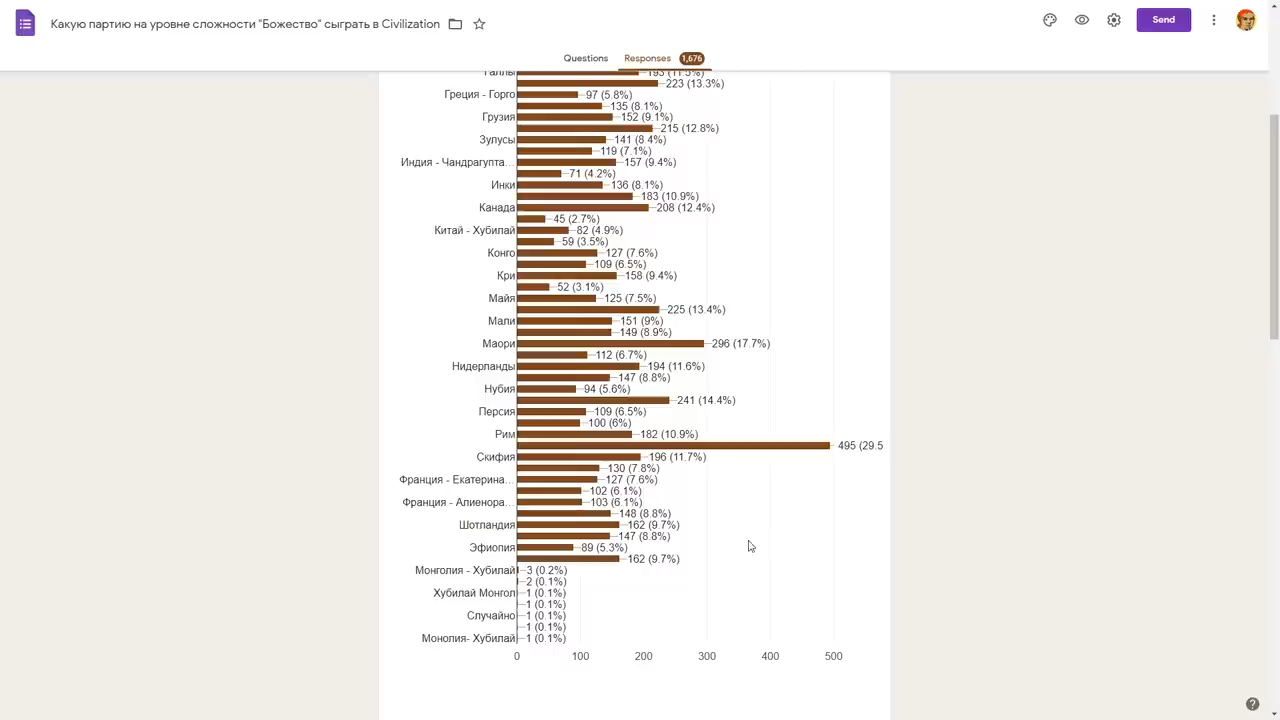 Какую партию на уровне сложности "Божество" сыграть в Civilization
Send
Questions
Responses 1,676
Галлы 193 (11.5%)
223 (13.3%)
Греция - Горго 97 (5.8%)
135 (8.1%)
Грузия 152 (9.1%)
215 (12.8%)
Зулусы 141 (8.4%)
119 (7.1%)
Индия - Чандрагупта… 157 (9.4%)
71 (4.2%)
Инки 136 (8.1%)
183 (10.9%)
Канада 208 (12.4%)
45 (2.7%)
Китай - Хубилай 82 (4.9%)
59 (3.5%)
Конго 127 (7.6%)
109 (6.5%)
Кри 158 (9.4%)
52 (3.1%)
Майя 125 (7.5%)
225 (13.4%)
Мали 151 (9%)
149 (8.9%)
Маори 296 (17.7%)
112 (6.7%)
Нидерланды 194 (11.6%)
147 (8.8%)
Нубия 94 (5.6%)
241 (14.4%)
Персия 109 (6.5%)
100 (6%)
Рим 182 (10.9%)
495 (29.5
Скифия 196 (11.7%)
130 (7.8%)
Франция - Екатерина… 127 (7.6%)
102 (6.1%)
Франция - Алиенора… 103 (6.1%)
148 (8.8%)
Шотландия 162 (9.7%)
147 (8.8%)
Эфиопия 89 (5.3%)
162 (9.7%)
Монголия - Хубилай 3 (0.2%)
2 (0.1%)
Хубилай Монгол 1 (0.1%)
1 (0.1%)
Случайно 1 (0.1%)
1 (0.1%)
Монолия- Хубилай 1 (0.1%)
0 100 200 300 400 500